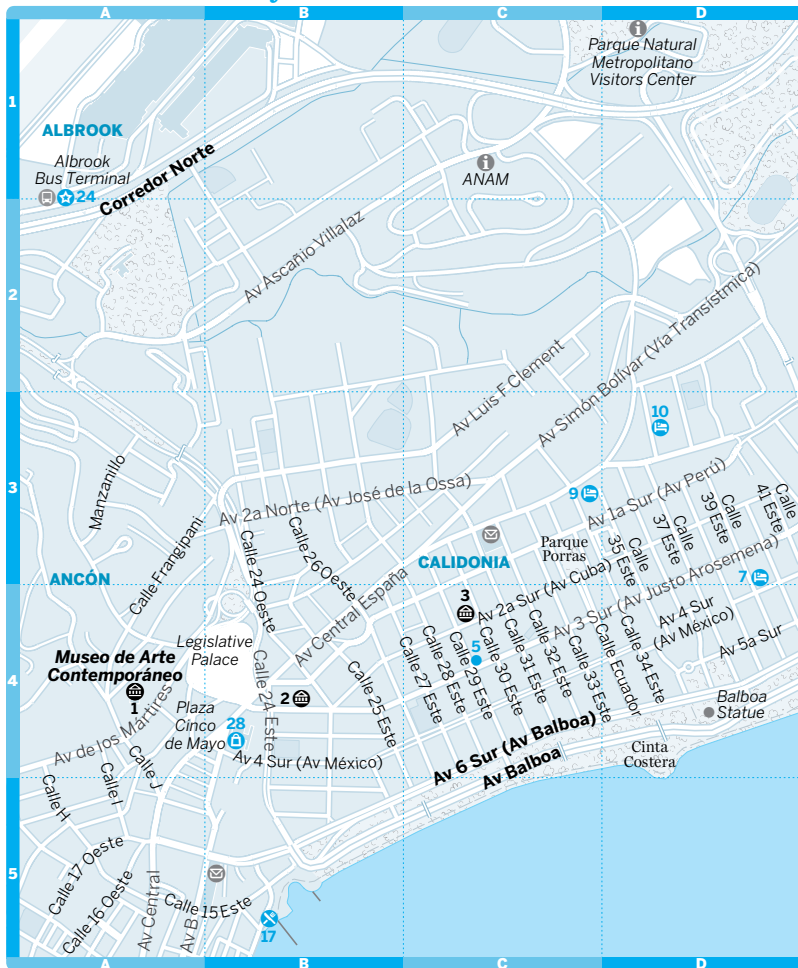 A
B
C
D
Parque Natural
Metropolitano
Visitors Center
1
ALBROOK
Albrook
Bus Terminal
24
Corredor Norte
ANAM
Av Ascanio Villalaz
2
Av Simón Bolívar (Vía Transístmica)
Av Luis F Clement
10
3
Manzanillo
9
Av 2a Norte (Av José de la Ossa)
Av 1a Sur (Av Perú)
Calle
41 Este
Calle
39 Este
Calle
37 Este
Calle
35 Este
Parque
Porras
Calle Frangipani
Calle 24 Oeste
Calle 26 Oeste
CALIDONIA
ANCÓN
Av Central España
3
Av 2a Sur (Av Cuba)
Av 3 Sur (Av Justo Arosemena)
7
Av 4 Sur
(Av México)
Av 5a Sur
Legislative
Palace
Museo de Arte
Contemporáneo
1
4
5
2
Calle 24 Este
Calle 25 Este
Calle 27 Este
Calle 28 Este
Calle 29 Este
Calle 30 Este
Calle 31 Este
Calle 32 Este
Calle 33 Este
Calle Ecuador
Calle 34 Este
Plaza
Cinco
de Mayo
28
Balboa
Statue
Av de los Mártires
Av 4 Sur (Av México)
Av 6 Sur (Av Balboa)
Av Balboa
Cinta
Costera
Calle H
Calle I
Calle J
5
Calle 17 Oeste
Calle 16 Oeste
Av Central
Av B
Calle 15 Este
17
A
B
C
D